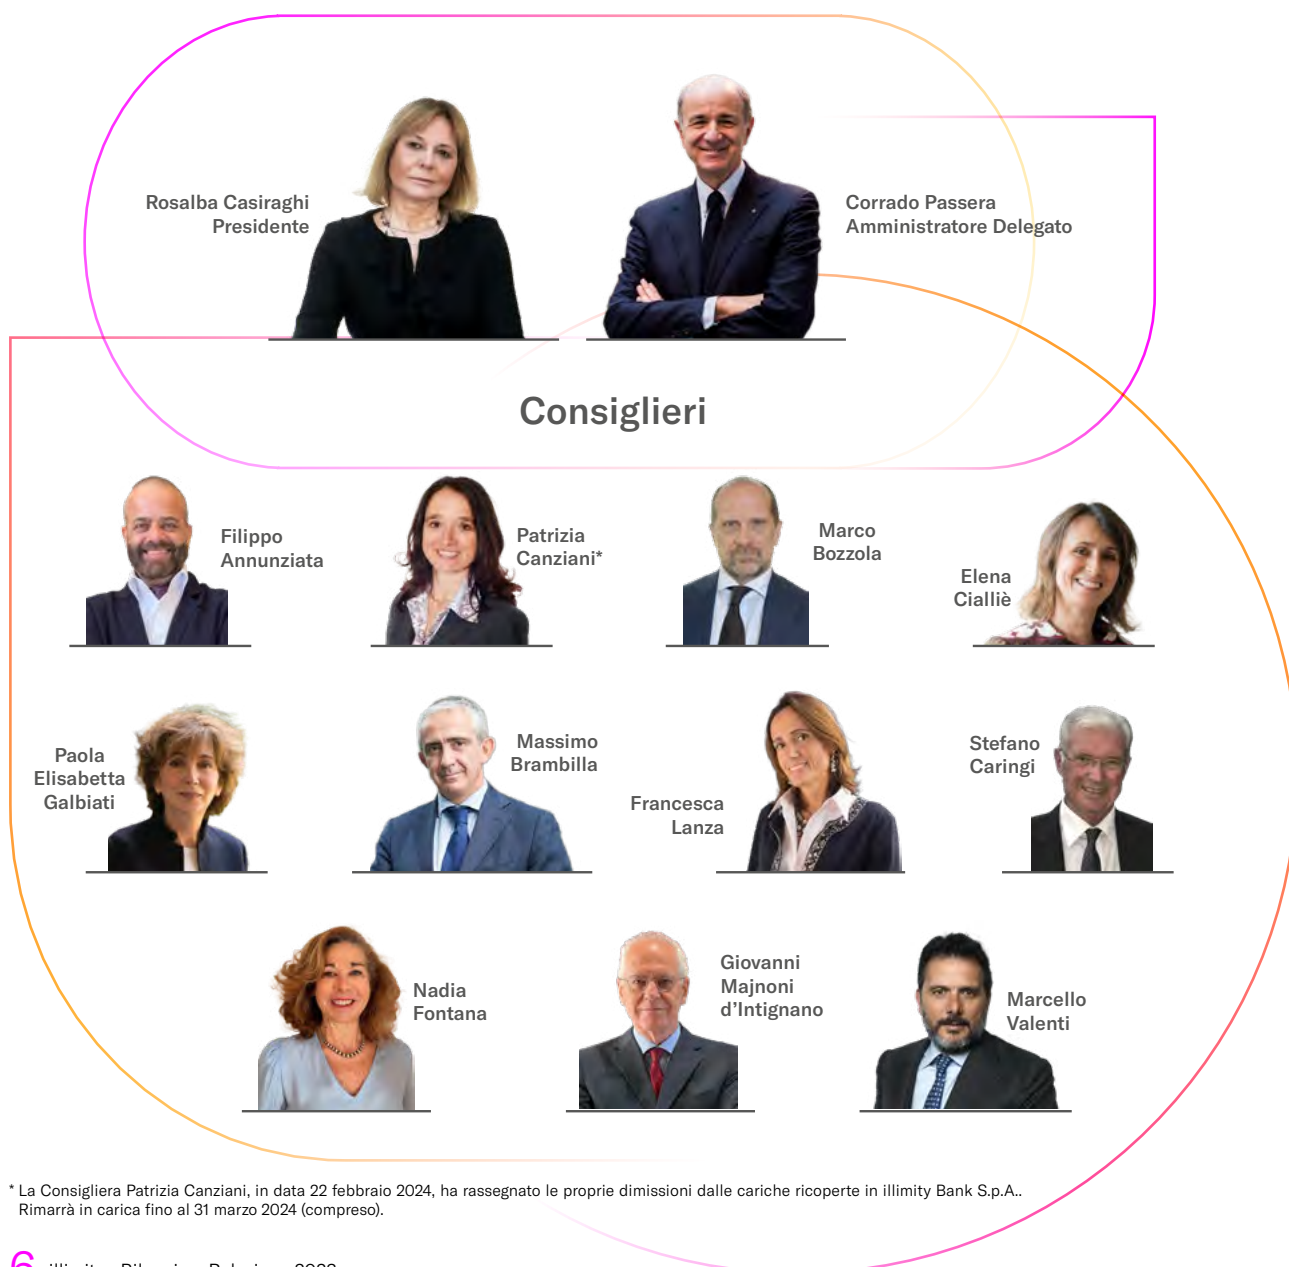 Rosalba Casiraghi
Presidente
Corrado Passera
Amministratore Delegato
Consiglieri
Filippo
Annunziata
Patrizia
Canziani*
Marco
Bozzola
Elena
Cialliè
Paola
Elisabetta
Galbiati
Massimo
Brambilla
Francesca
Lanza
Stefano
Caringi
Nadia
Fontana
Giovanni
Majnoni
d'Intignano
Marcello
Valenti
* La Consigliera Patrizia Canziani, in data 22 febbraio 2024, ha rassegnato le proprie dimissioni dalle cariche ricoperte in illimity Bank S.p.A..
Rimarrà in carica fino al 31 marzo 2024 (compreso).